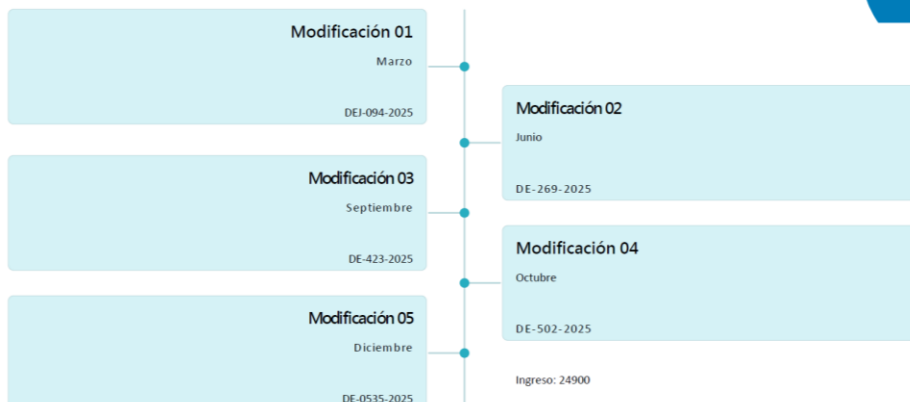 Modificación 01
Marzo
DEJ-094-2025
Modificación 02
Junio
DE-269-2025
Modificación 03
Septiembre
DE-423-2025
Modificación 04
Octubre
DE-502-2025
Modificación 05
Diciembre
DE-0535-2025
Ingreso: 24900